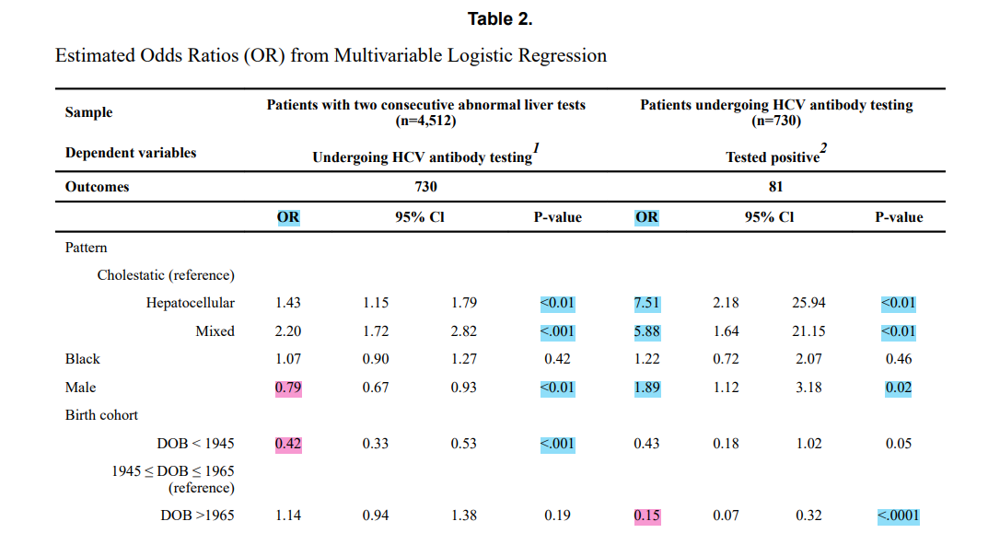 Table 2.
Estimated Odds Ratios (OR) from Multivariable Logistic Regression
Sample Patients with two consecutive abnormal liver tests (n=4,512) Patients undergoing HCV antibody testing (n=730)
Dependent variables Undergoing HCV antibody testing1 Tested positive2
Outcomes 730 81
OR 95% Cl P-value OR 95% Cl P-value
Pattern
Cholestatic (reference)
Hepatocellular 1.43 1.15 1.79 <0.01 7.51 2.18 25.94 <0.01
Mixed 2.20 1.72 2.82 <.001 5.88 1.64 21.15 <0.01
Black 1.07 0.90 1.27 0.42 1.22 0.72 2.07 0.46
Male 0.79 0.67 0.93 <0.01 1.89 1.12 3.18 0.02
Birth cohort
DOB < 1945 0.42 0.33 0.53 <.001 0.43 0.18 1.02 0.05
1945 ≤ DOB ≤ 1965
(reference)
DOB >1965 1.14 0.94 1.38 0.19 0.15 0.07 0.32 <.0001